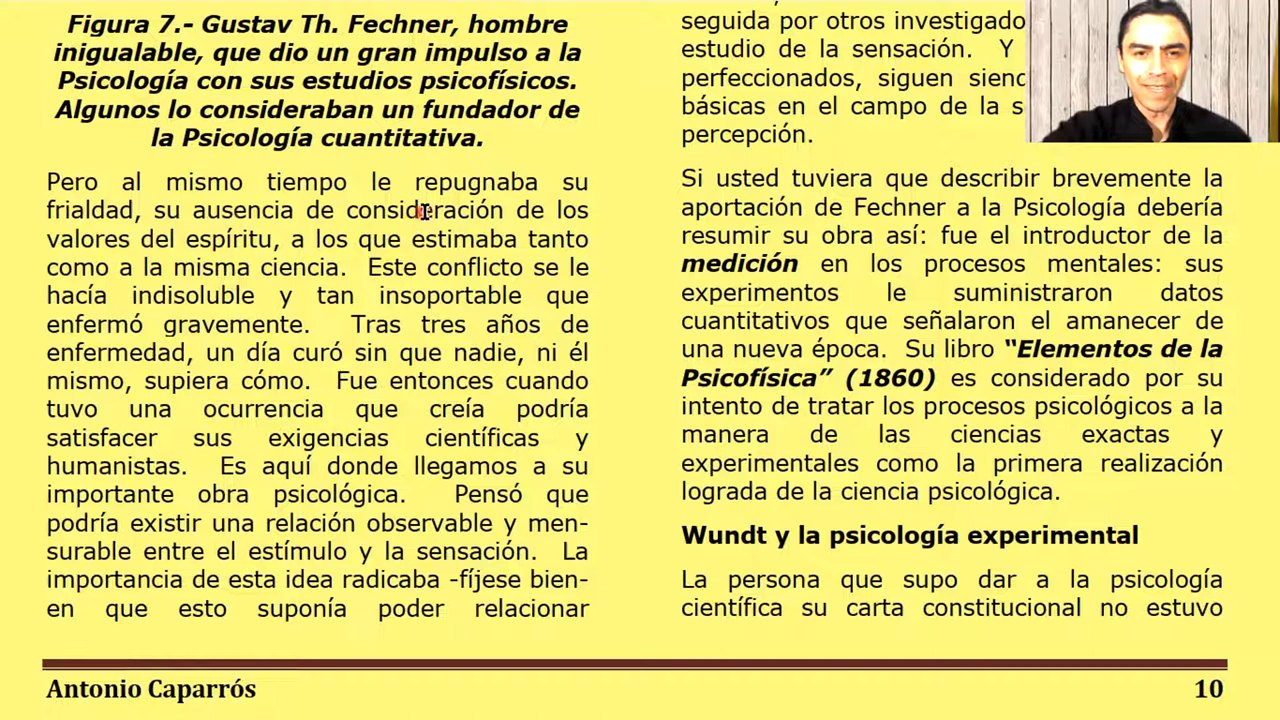 Figura 7.- Gustav Th. Fechner, hombre
inigualable, que dio un gran impulso a la
Psicología con sus estudios psicofísicos.
Algunos lo consideraban un fundador de
la Psicología cuantitativa.
Pero al mismo tiempo le repugnaba su
frialdad, su ausencia de consideración de los
valores del espíritu, a los que estimaba tanto
como a la misma ciencia. Este conflicto se le
hacía indisoluble y tan insoportable que
enfermó gravemente. Tras tres años de
enfermedad, un día curó sin que nadie, ni él
mismo, supiera cómo. Fue entonces cuando
tuvo una ocurrencia que creía podría
satisfacer sus exigencias científicas y
humanistas. Es aquí donde llegamos a su
importante obra psicológica. Pensó que
podría existir una relación observable y men-
surable entre el estímulo y la sensación. La
importancia de esta idea radicaba -fíjese bien-
en que esto suponía poder relacionar
seguida por otros
estudio de la sensación. Y
perfeccionados, siguen
básicas en el campo de la
percepción.
Si usted tuviera que describir brevemente la
aportación de Fechner a la Psicología debería
resumir su obra así: fue el introductor de la
medición en los procesos mentales: sus
experimentos le suministraron datos
cuantitativos que señalaron el amanecer de
una nueva época. Su libro “Elementos de la
Psicofísica” (1860) es considerado por su
intento de tratar los procesos psicológicos a la
manera de las ciencias exactas y
experimentales como la primera realización
lograda de la ciencia psicológica.
Wundt y la psicología experimental
La persona que supo dar a la psicología
científica su carta constitucional no estuvo
Antonio Caparrós
10